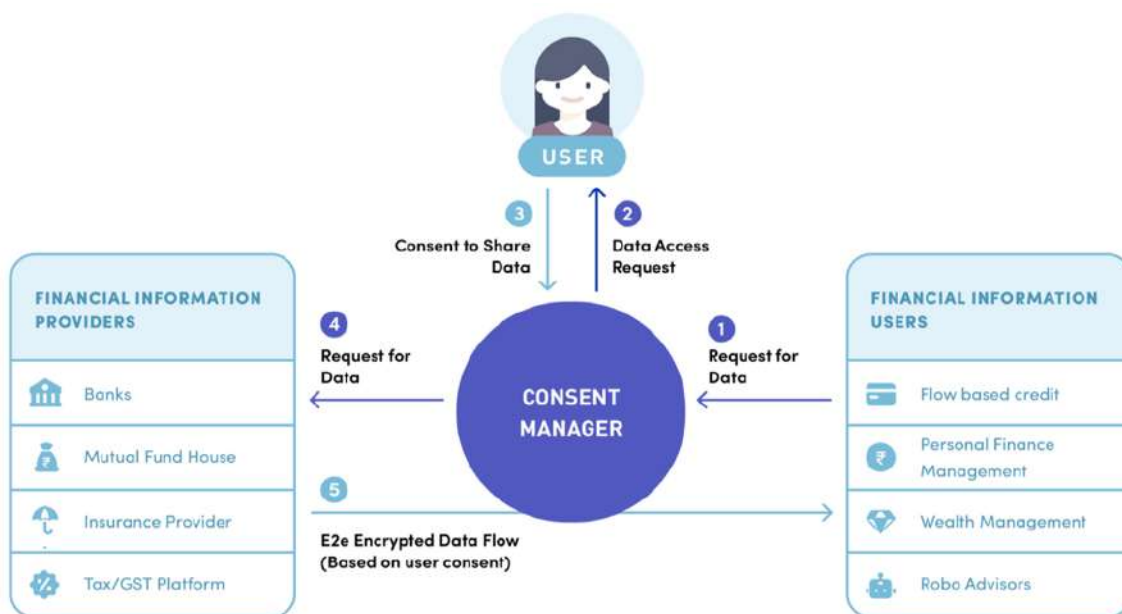 USER
3
Consent to Share
Data
2
Data Access
Request
FINANCIAL INFORMATION
PROVIDERS
Banks
Mutual Fund House
Insurance Provider
Tax/GST Platform
4
Request for
Data
CONSENT
MANAGER
1
Request for
Data
5
E2e Encrypted Data Flow
(Based on user consent)
FINANCIAL INFORMATION
USERS
Flow based credit
₹
Personal Finance
Management
Wealth Management
Robo Advisors